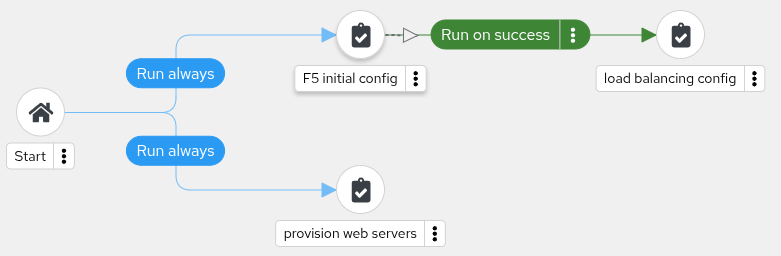 Run on success
Run always
F5 initial config
load balancing config
Start
Run always
provision web servers